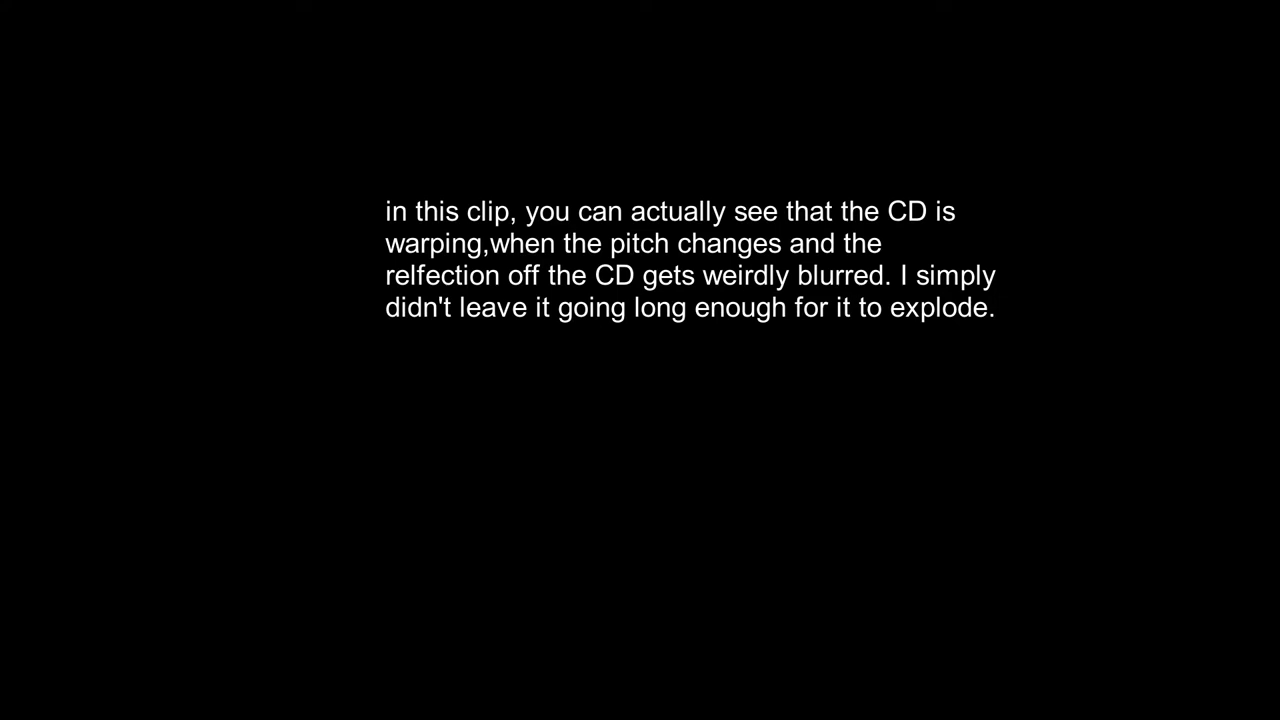 in this clip, you can actually see that the CD is
warping,when the pitch changes and the
relfection off the CD gets weirdly blurred. I simply
didn't leave it going long enough for it to explode.